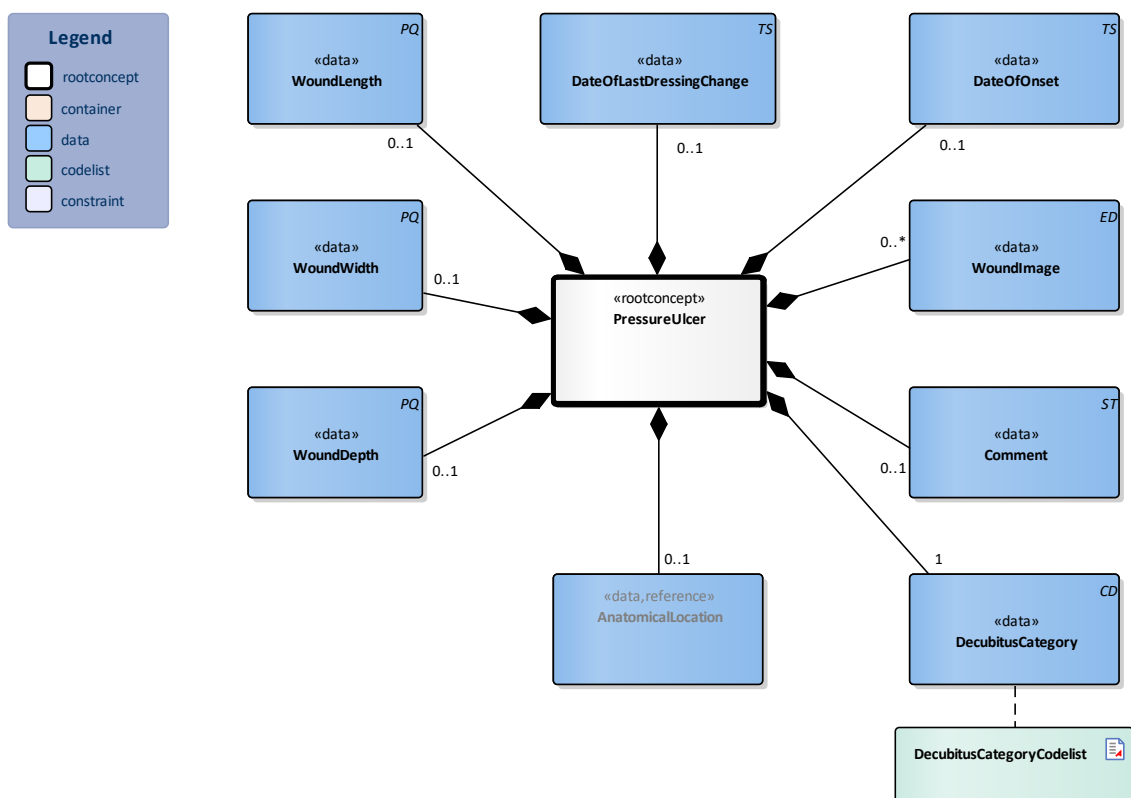 Legend
rootconcept
container
data
codelist
constraint
PQ
«data»
WoundLength
0..1
TS
«data»
DateOfLastDressingChange
0..1
TS
«data»
DateOfOnset
0..1
PQ
«data»
WoundWidth
0..1
«rootconcept»
PressureUlcer
ED
«data»
WoundImage
0..*
PQ
«data»
WoundDepth
0..1
ST
«data»
Comment
0..1
0..1
«data,reference»
AnatomicalLocation
1
CD
«data»
DecubitusCategory
DecubitusCategoryCodelist